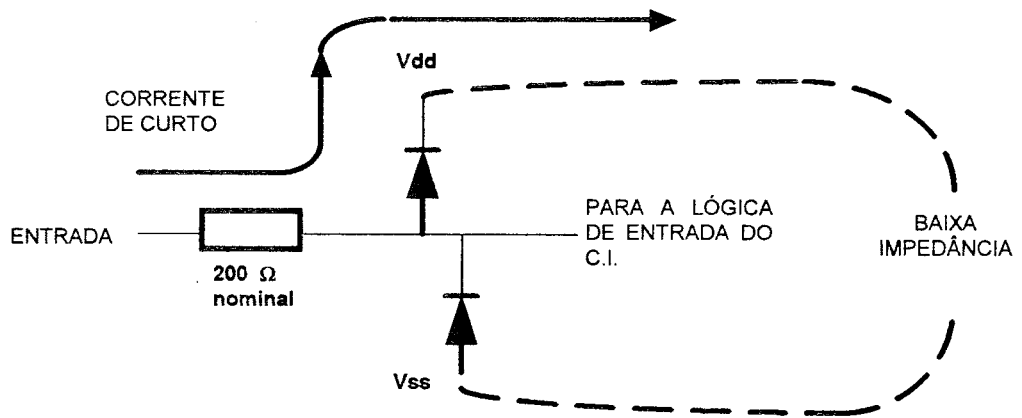 Vdd
CORRENTE
DE CURTO
PARA A LÓGICA
DE ENTRADA DO
C.I.
ENTRADA
BAIXA
IMPEDÂNCIA
200 Ω
nominal
Vss